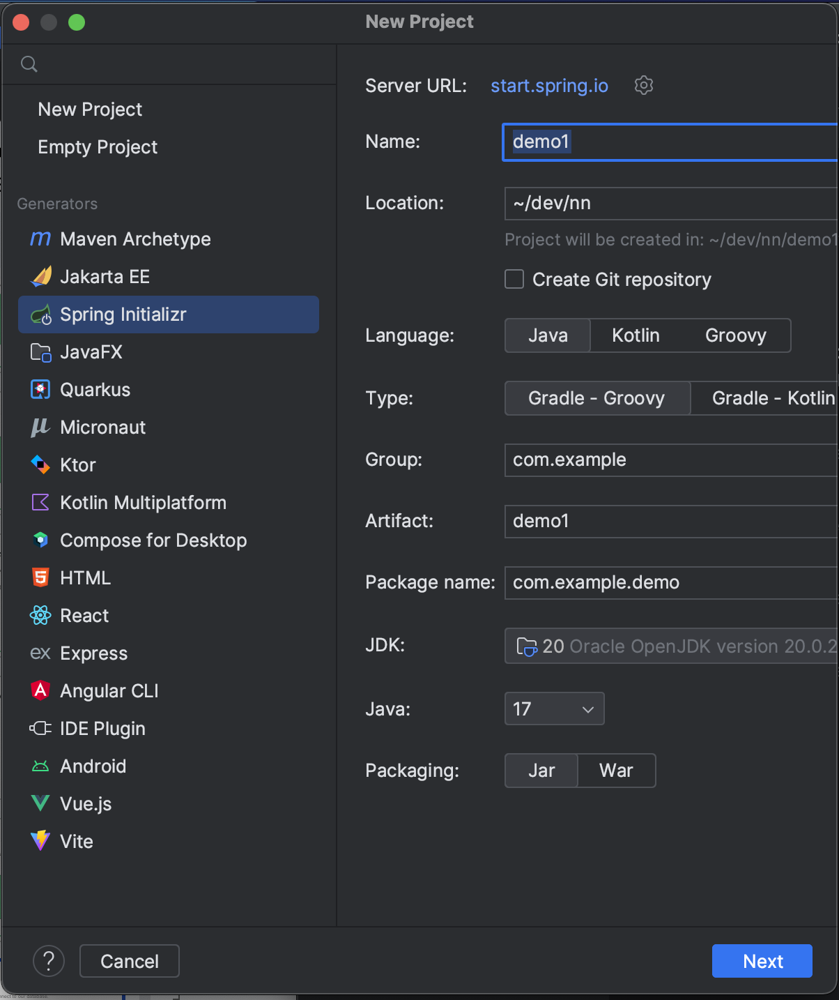 New Project
New Project
Empty Project
Generators
m Maven Archetype
Jakarta EE
Spring Initializr
JavaFX
Quarkus
μ Micronaut
Ktor
Kotlin Multiplatform
Compose for Desktop
5 HTML
React
ex Express
A Angular CLI
IDE Plugin
Android
Vue.js
Vite
Server URL: start.spring.io
Name: demo1
Location: ~/dev/nn
Project will be created in: ~/dev/nn/demo1
Create Git repository
Language: Java Kotlin Groovy
Type: Gradle - Groovy Gradle - Kotlin
Group: com.example
Artifact: demo1
Package name: com.example.demo
JDK: 20 Oracle OpenJDK version 20.0.2
Java: 17
Packaging: Jar War
? Cancel Next